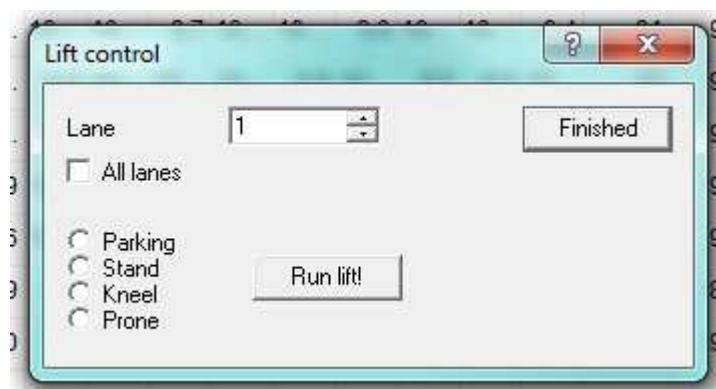 Lift control
Lane 1 Finished
All lanes
Parking
Stand
Kneel
Prone
Run lift!